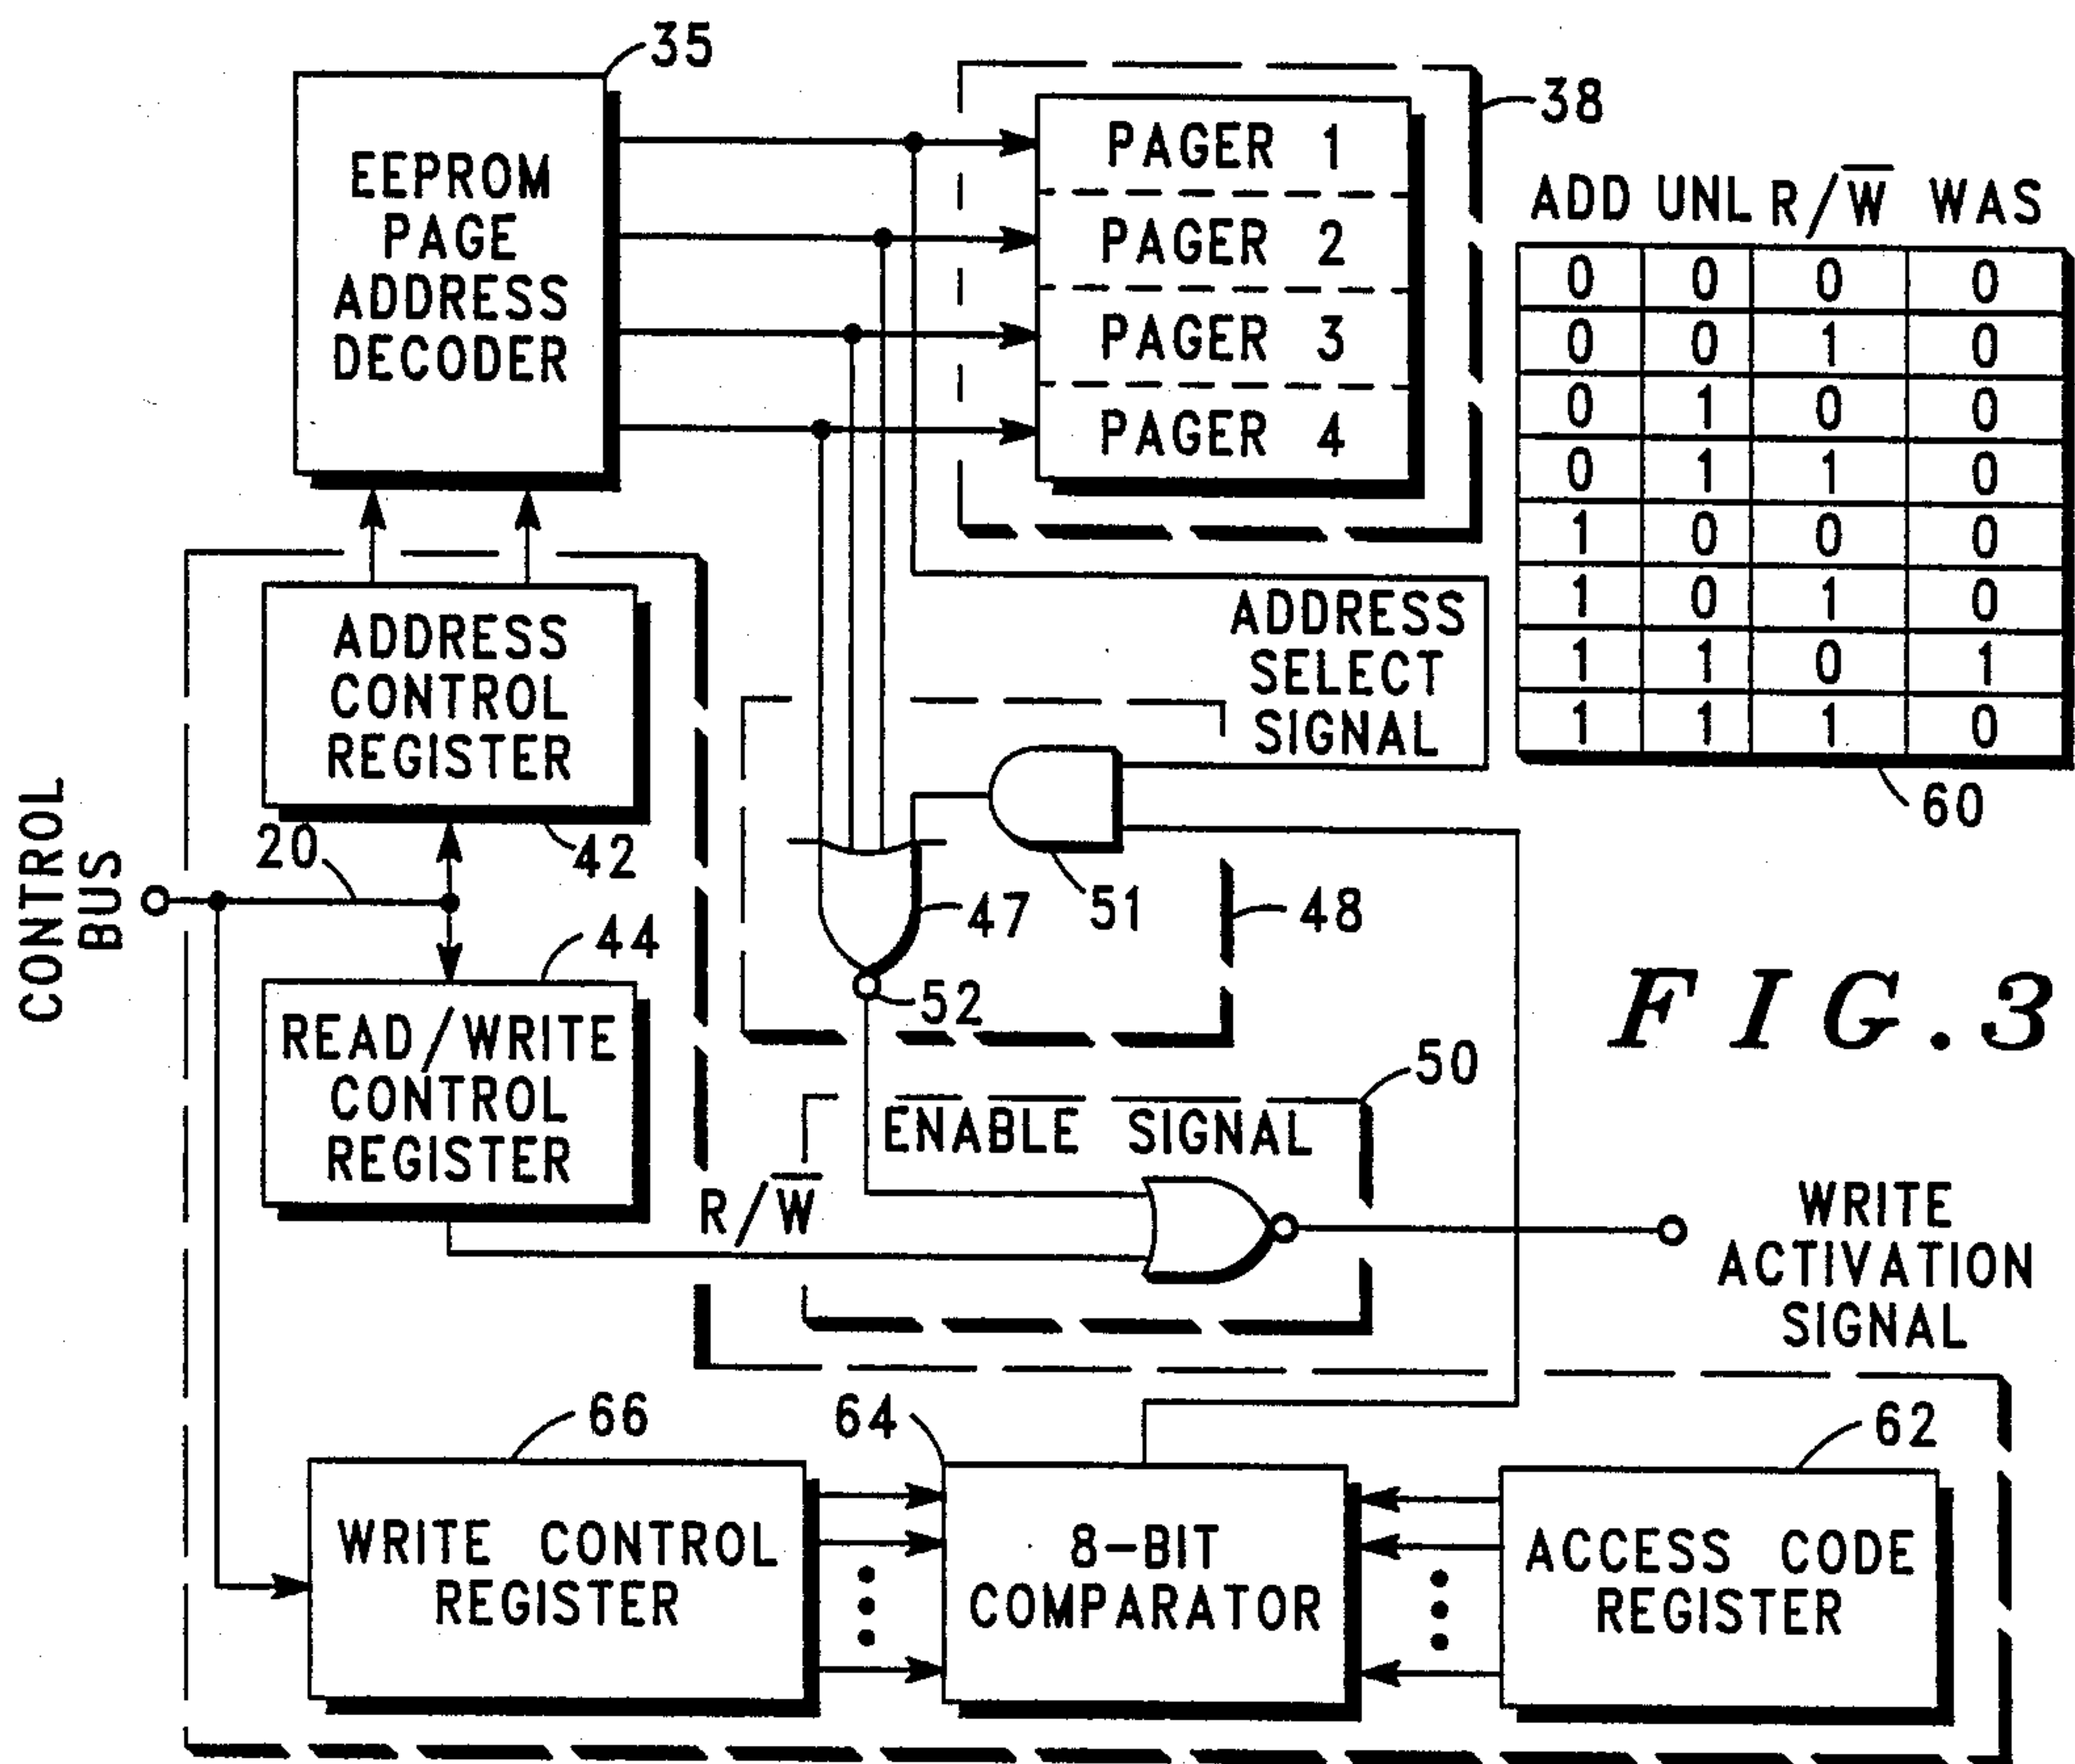 35
EEPROM
PAGE
ADDRESS
DECODER
PAGER 1
PAGER 2
PAGER 3
PAGER 4
38
ADD UNL R/W̅ WAS
0 0 0 0
0 0 1 0
0 1 0 0
0 1 1 0
1 0 0 0
1 0 1 0
1 1 0 1
1 1 1 0
60
ADDRESS
SELECT
SIGNAL
ADDRESS
CONTROL
REGISTER
42
CONTROL
BUS
20
44
READ/WRITE
CONTROL
REGISTER
47
51
48
52
FIG.3
50
ENABLE SIGNAL
R/W̅
WRITE
ACTIVATION
SIGNAL
66
WRITE CONTROL
REGISTER
64
8-BIT
COMPARATOR
62
ACCESS CODE
REGISTER